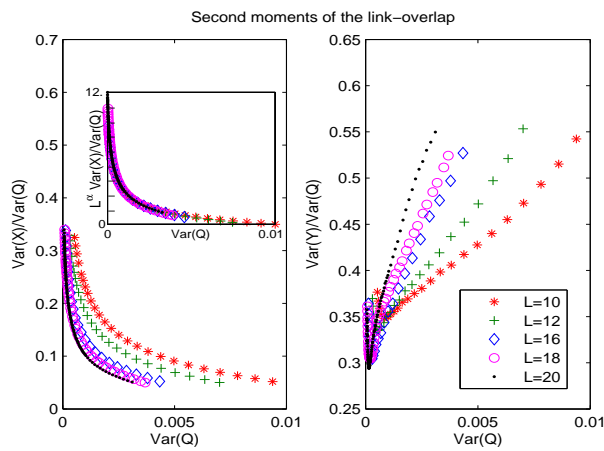 Second moments of the link−overlap
0.7
0.6
0.5
0.4
0.3
0.2
0.1
0
Var(X)/Var(Q)
0
0.005
0.01
Var(Q)
12.
L^α Var(X)/Var(Q)
0
0
0.01
Var(Q)
0.65
0.6
0.55
0.5
0.45
0.4
0.35
0.3
0.25
Var(Y)/Var(Q)
0
0.005
0.01
Var(Q)
L=10
L=12
L=16
L=18
L=20